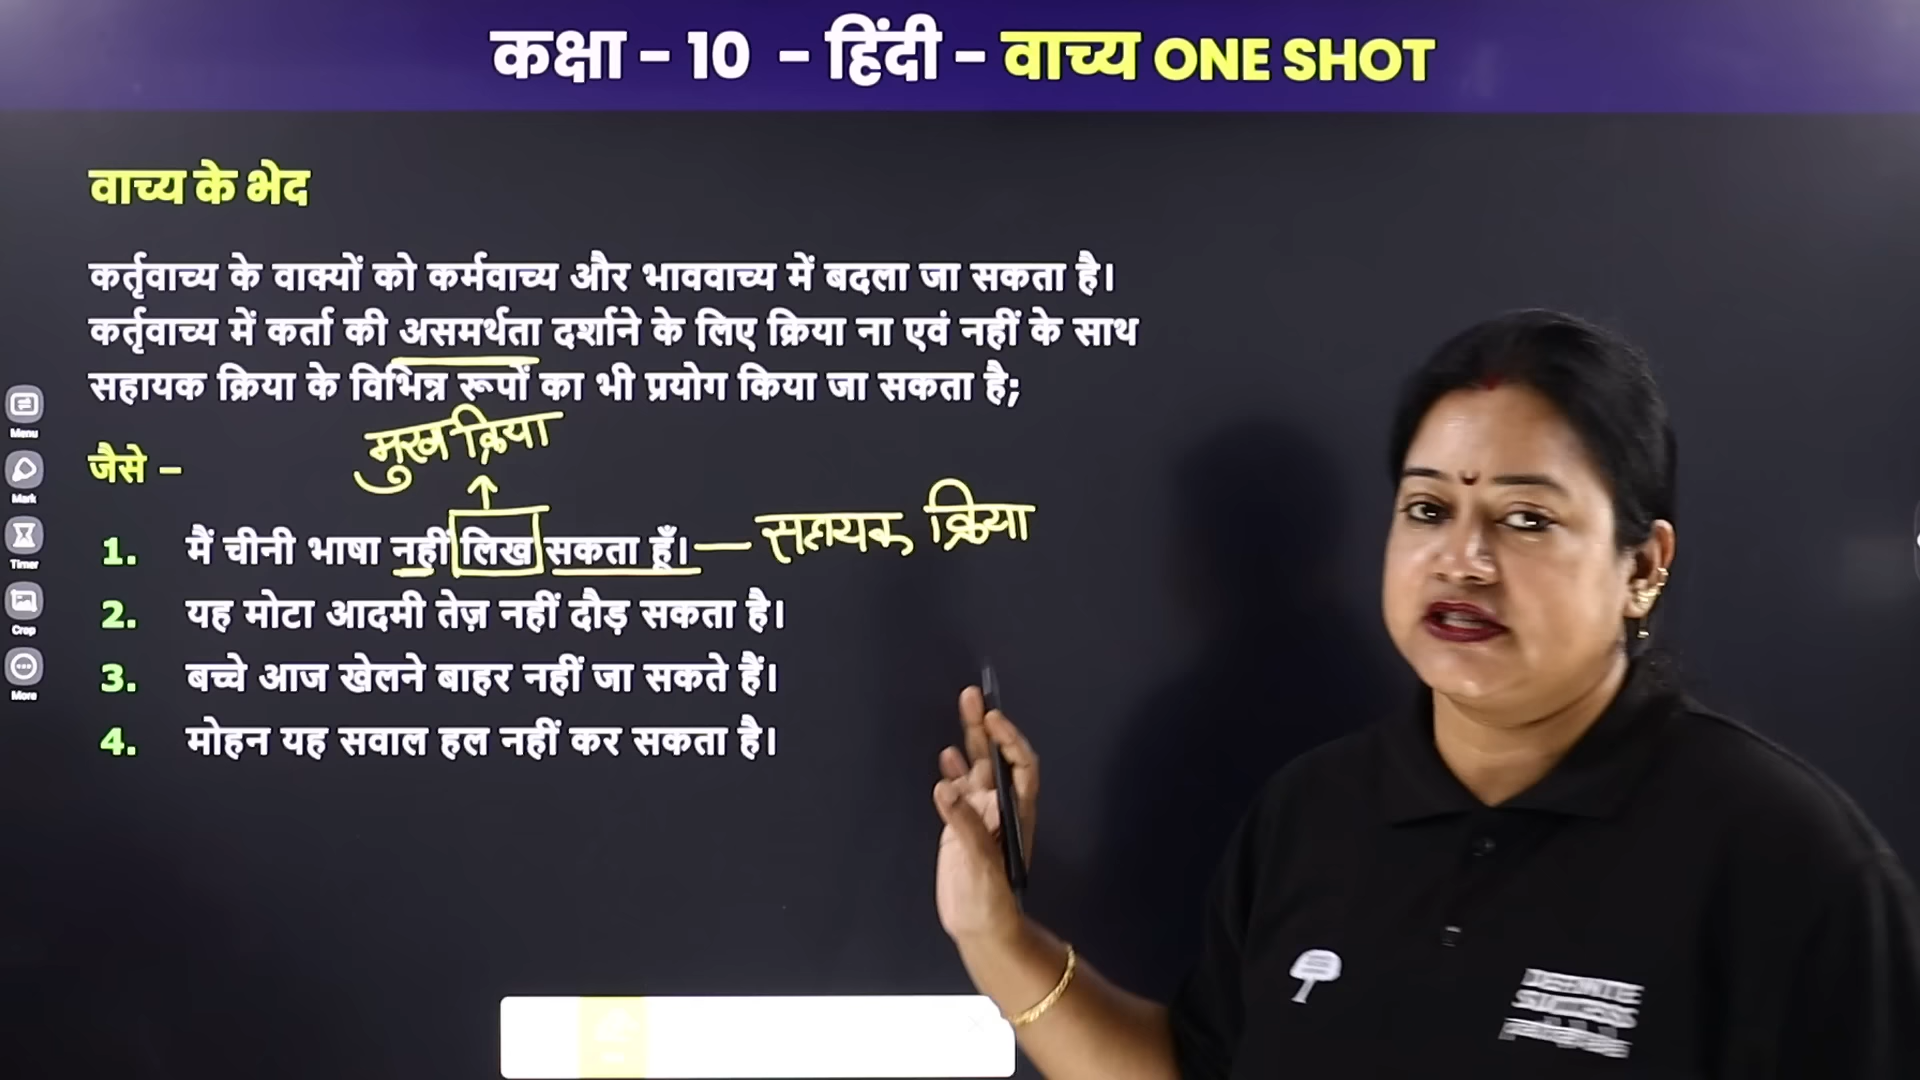 कक्षा – 10 – हिंदी – वाच्य ONE SHOT
वाच्य के भेद
कर्तृवाच्य के वाक्यों को कर्मवाच्य और भाववाच्य में बदला जा सकता है।
कर्तृवाच्य में कर्ता की असमर्थता दर्शाने के लिए क्रिया ना एवं नहीं के साथ
सहायक क्रिया के विभिन्न रूपों का भी प्रयोग किया जा सकता है;
Menu
Mark
Timer
Crop
More
जैसे –
मुख्य क्रिया
1. मैं चीनी भाषा नहीं लिख सकता हूँ। — सहायक क्रिया
2. यह मोटा आदमी तेज़ नहीं दौड़ सकता है।
3. बच्चे आज खेलने बाहर नहीं जा सकते हैं।
4. मोहन यह सवाल हल नहीं कर सकता है।